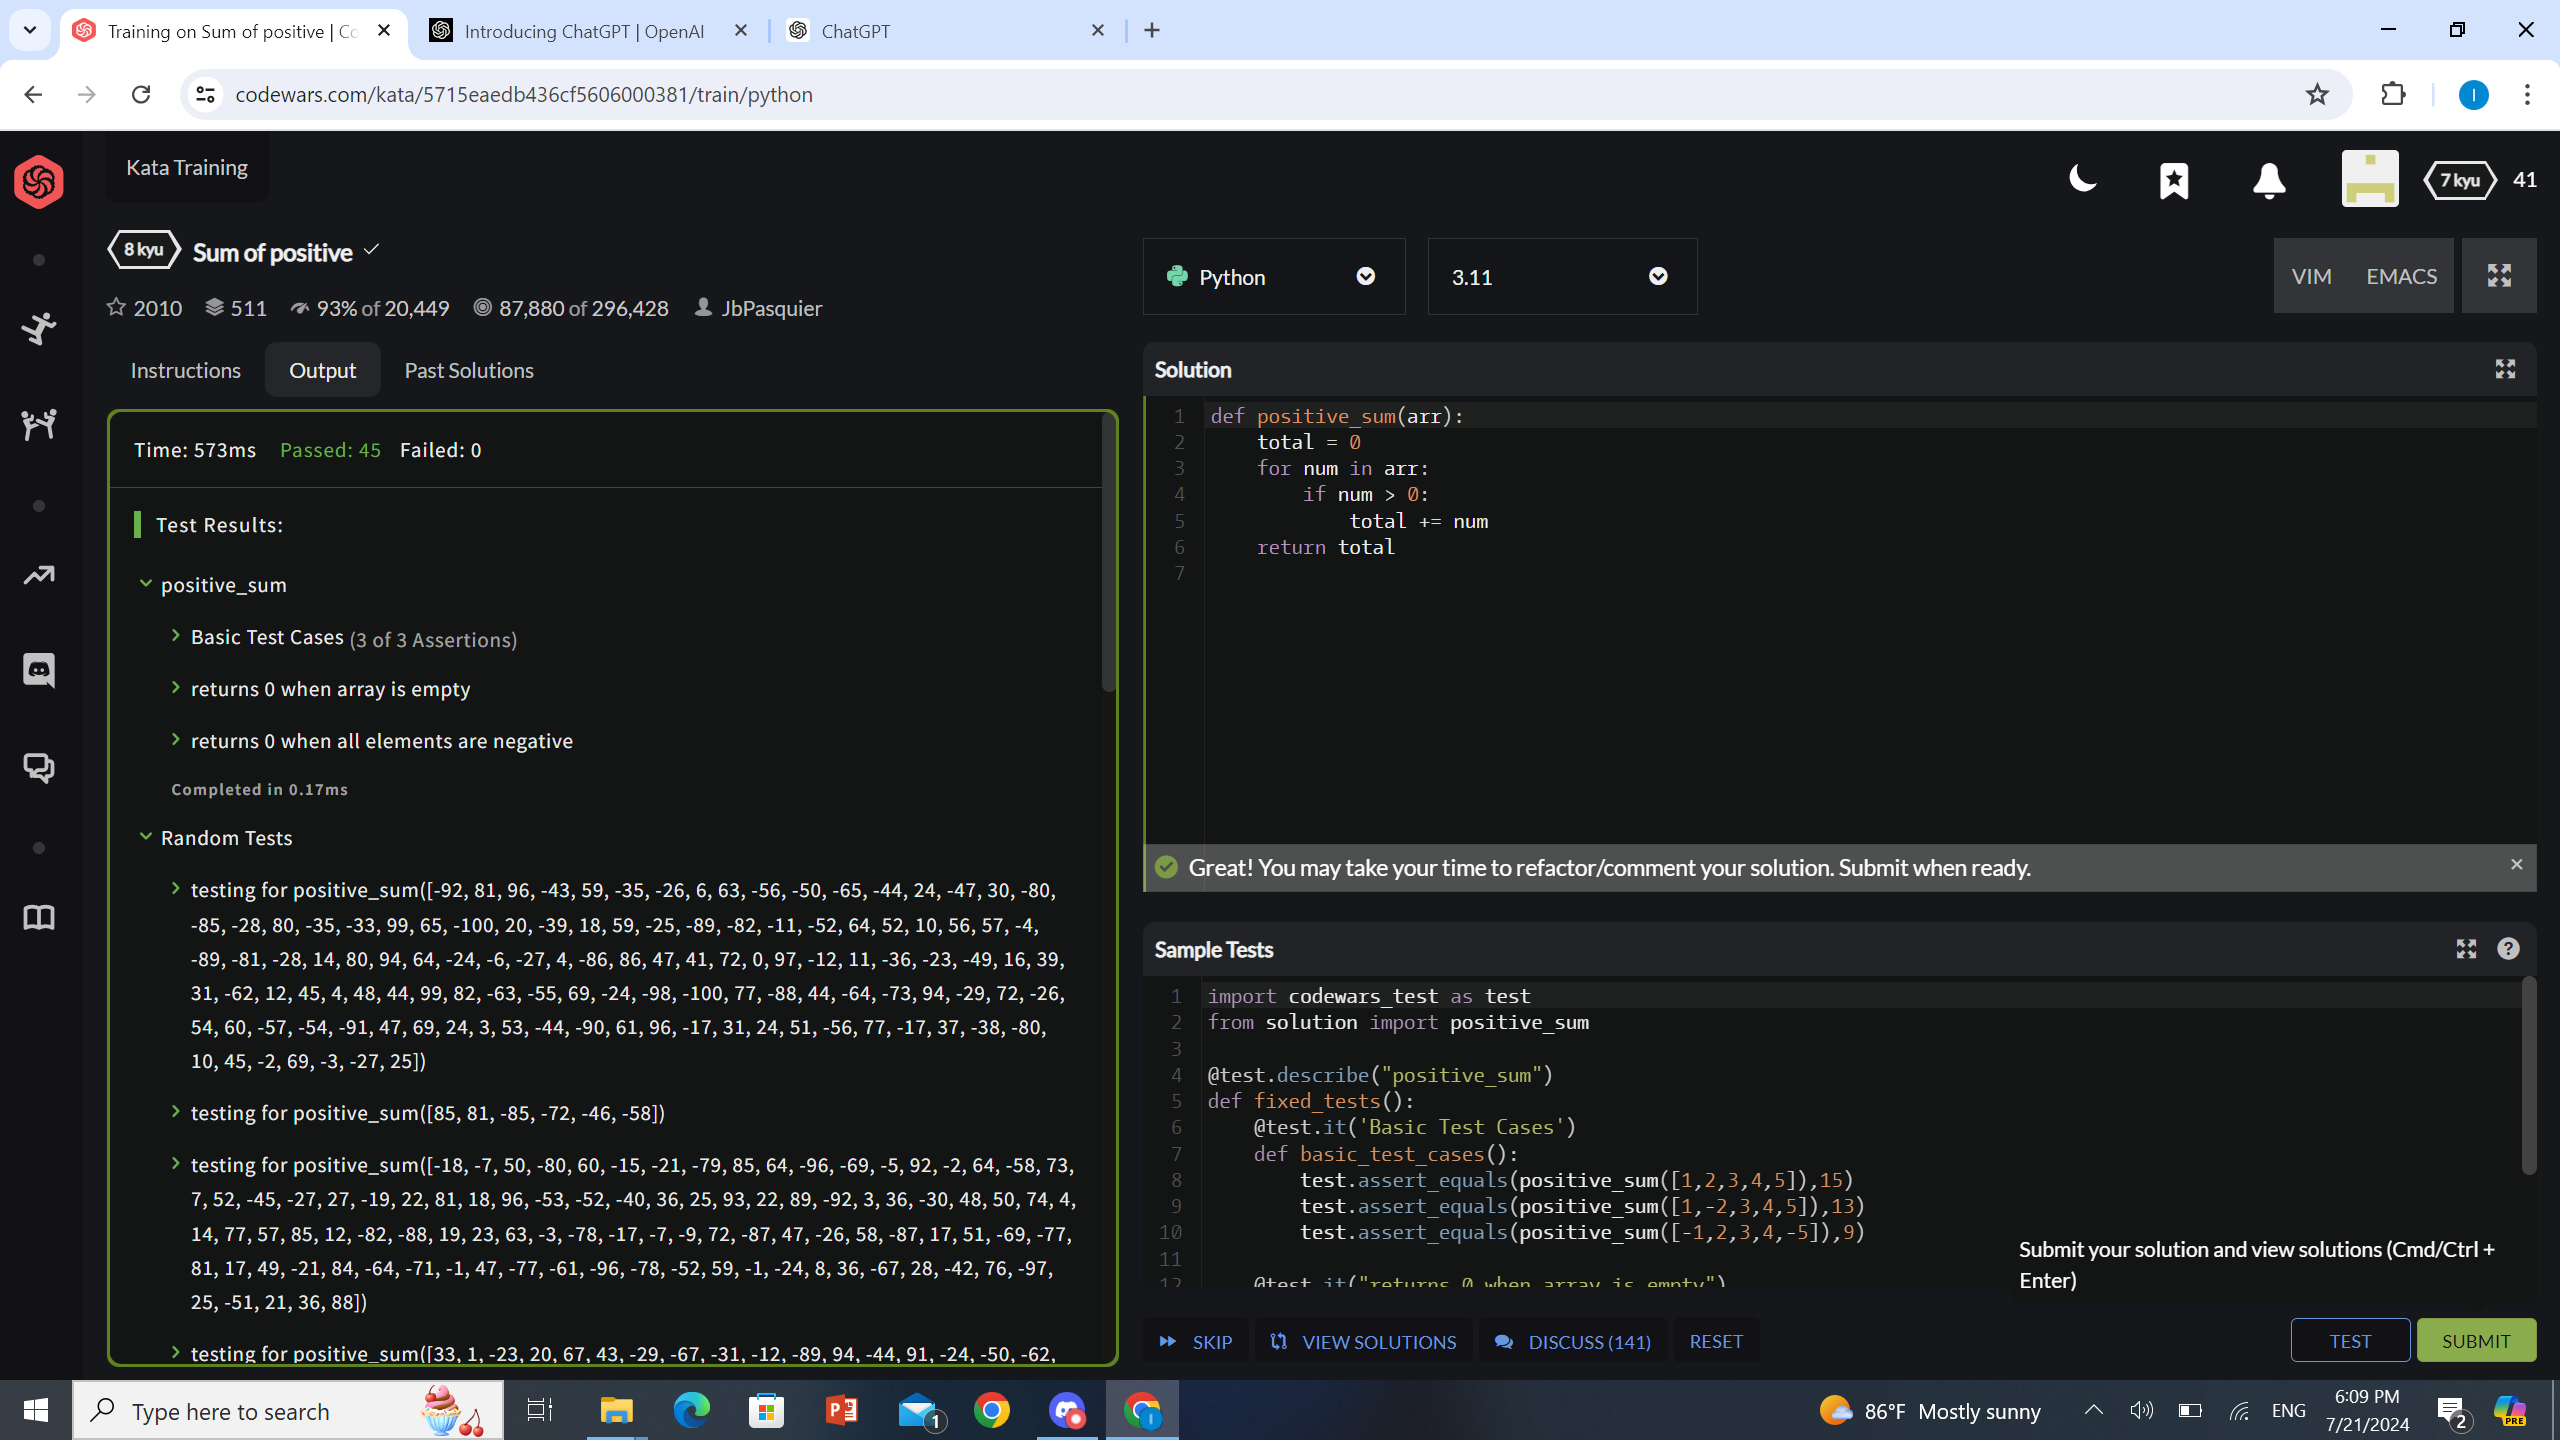 Training on Sum of positive | Co
Introducing ChatGPT | OpenAI
ChatGPT
codewars.com/kata/5715eaedb436cf5606000381/train/python
I
Kata Training
7 kyu 41
8 kyu Sum of positive
2010 511 93% of 20,449 87,880 of 296,428 JbPasquier
Instructions Output Past Solutions
Time: 573ms Passed: 45 Failed: 0
Test Results:
positive_sum
Basic Test Cases (3 of 3 Assertions)
returns 0 when array is empty
returns 0 when all elements are negative
Completed in 0.17ms
Random Tests
testing for positive_sum([-92, 81, 96, -43, 59, -35, -26, 6, 63, -56, -50, -65, -44, 24, -47, 30, -80,
-85, -28, 80, -35, -33, 99, 65, -100, 20, -39, 18, 59, -25, -89, -82, -11, -52, 64, 52, 10, 56, 57, -4,
-89, -81, -28, 14, 80, 94, 64, -24, -6, -27, 4, -86, 86, 47, 41, 72, 0, 97, -12, 11, -36, -23, -49, 16, 39,
31, -62, 12, 45, 4, 48, 44, 99, 82, -63, -55, 69, -24, -98, -100, 77, -88, 44, -64, -73, 94, -29, 72, -26,
54, 60, -57, -54, -91, 47, 69, 24, 3, 53, -44, -90, 61, 96, -17, 31, 24, 51, -56, 77, -17, 37, -38, -80,
10, 45, -2, 69, -3, -27, 25])
testing for positive_sum([85, 81, -85, -72, -46, -58])
testing for positive_sum([-18, -7, 50, -80, 60, -15, -21, -79, 85, 64, -96, -69, -5, 92, -2, 64, -58, 73,
7, 52, -45, -27, 27, -19, 22, 81, 18, 96, -53, -52, -40, 36, 25, 93, 22, 89, -92, 3, 36, -30, 48, 50, 74, 4,
14, 77, 57, 85, 12, -82, -88, 19, 23, 63, -3, -78, -17, -7, -9, 72, -87, 47, -26, 58, -87, 17, 51, -69, -77,
81, 17, 49, -21, 84, -64, -71, -1, 47, -77, -61, -96, -78, -52, 59, -1, -24, 8, 36, -67, 28, -42, 76, -97,
25, -51, 21, 36, 88])
testing for positive_sum([33, 1, -23, 20, 67, 43, -29, -67, -31, -12, -89, 94, -44, 91, -24, -50, -62,
Python
3.11
VIM EMACS
Solution
1 def positive_sum(arr):
2 total = 0
3 for num in arr:
4 if num > 0:
5 total += num
6 return total
7
Great! You may take your time to refactor/comment your solution. Submit when ready.
Sample Tests
1 import codewars_test as test
2 from solution import positive_sum
3
4 @test.describe("positive_sum")
5 def fixed_tests():
6 @test.it('Basic Test Cases')
7 def basic_test_cases():
8 test.assert_equals(positive_sum([1,2,3,4,5]),15)
9 test.assert_equals(positive_sum([1,-2,3,4,5]),13)
10 test.assert_equals(positive_sum([-1,2,3,4,-5]),9)
11
12 @test.it("returns 0 when array is empty")
Submit your solution and view solutions (Cmd/Ctrl +
Enter)
SKIP VIEW SOLUTIONS DISCUSS (141) RESET TEST SUBMIT
Type here to search
1
I
86°F Mostly sunny
ENG
6:09 PM
7/21/2024
2
PRE